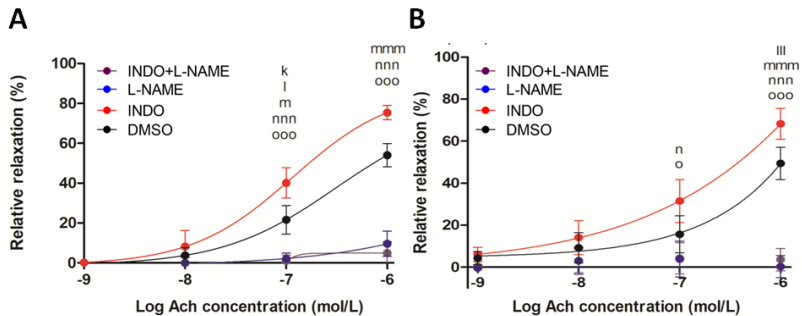 A
Relative relaxation (%)
100
80
60
40
20
0
INDO+L-NAME
L-NAME
INDO
DMSO
k
l
m
nnn
ooo
mmm
nnn
ooo
-9
-8
-7
-6
Log Ach concentration (mol/L)
B
Relative relaxation (%)
100
80
60
40
20
0
INDO+L-NAME
L-NAME
INDO
DMSO
n
o
lll
mmm
nnn
ooo
-9
-8
-7
-6
Log Ach concentration (mol/L)